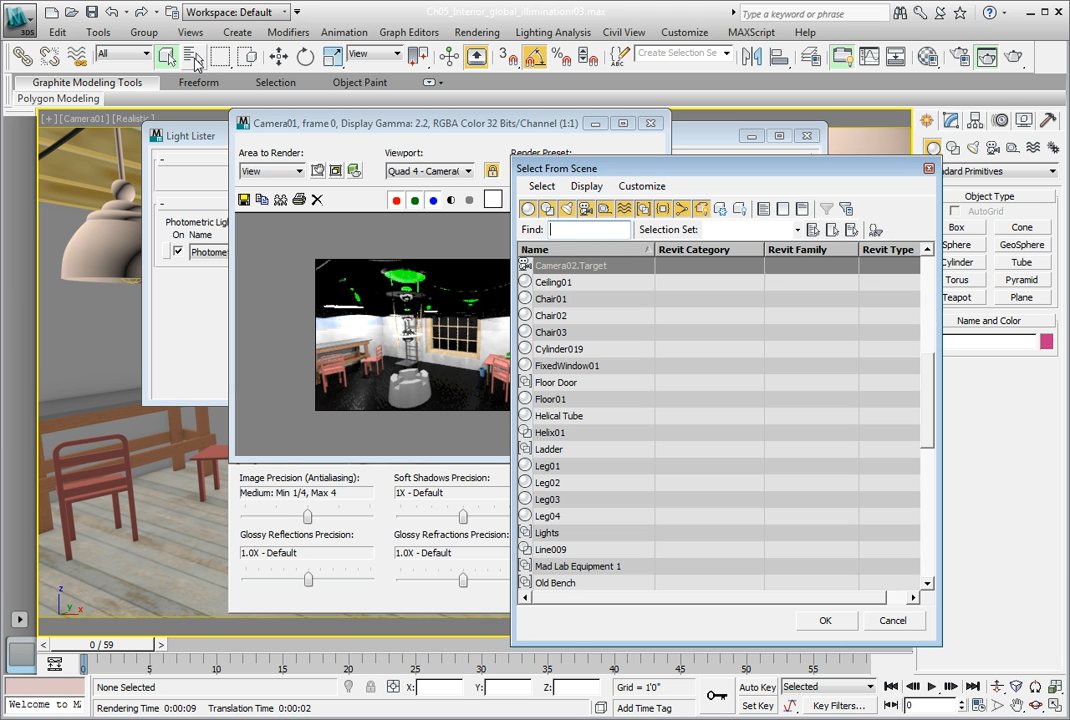 Workspace: Default
Ch05_Interior_global_illumination03.max
Type a keyword or phrase
3DS
Edit
Tools
Group
Views
Create
Modifiers
Animation
Graph Editors
Rendering
Lighting Analysis
Civil View
Customize
MAXScript
Help
All
View
3
Create Selection Se
Graphite Modeling Tools
Freeform
Selection
Object Paint
Polygon Modeling
[+] [Camera01] [Realistic]
Light Lister
Photometric Lig
On Name
Photome
Camera01, frame 0, Display Gamma: 2.2, RGBA Color 32 Bits/Channel (1:1)
Area to Render:
Viewport:
Render Preset:
View
Quad 4 - Camera(
Image Precision (Antialiasing):
Soft Shadows Precision:
Medium: Min 1/4, Max 4
1X - Default
Glossy Reflections Precision:
Glossy Refractions Precision:
1.0X - Default
1.0X - Default
Select From Scene
Select
Display
Customize
Find:
Selection Set:
Name
Revit Category
Revit Family
Revit Type
Camera02.Target
Ceiling01
Chair01
Chair02
Chair03
Cylinder019
FixedWindow01
Floor Door
Floor01
Helical Tube
Helix01
Ladder
Leg01
Leg02
Leg03
Leg04
Lights
Line009
Mad Lab Equipment 1
Old Bench
OK
Cancel
dard Primitives
Object Type
AutoGrid
Box
Cone
Sphere
GeoSphere
Cylinder
Tube
Torus
Pyramid
Teapot
Plane
Name and Color
z
y
x
0 / 59
0
5
10
15
20
25
30
35
40
45
50
55
None Selected
X:
Y:
Z:
Grid = 1'0"
Auto Key
Selected
Welcome to M
Rendering Time 0:00:09
Translation Time 0:00:02
Add Time Tag
Set Key
Key Filters...
0